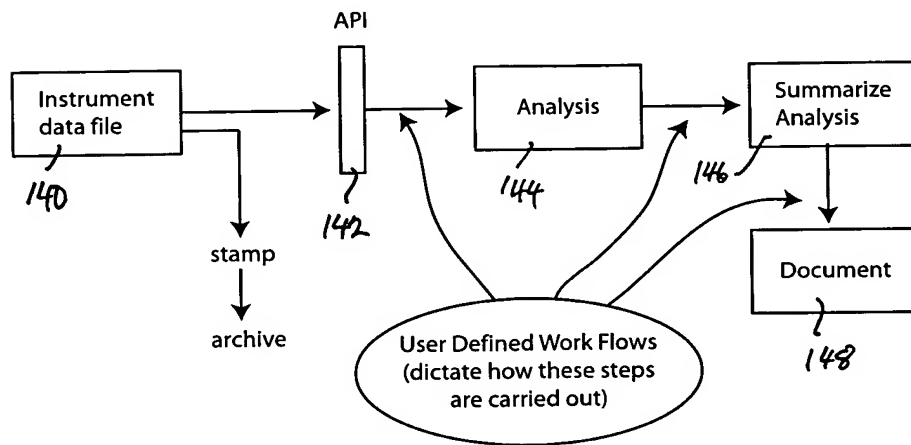 API
Instrument
data file
140
142
Analysis
144
Summarize
Analysis
146
stamp
archive
Document
148
User Defined Work Flows
(dictate how these steps
are carried out)